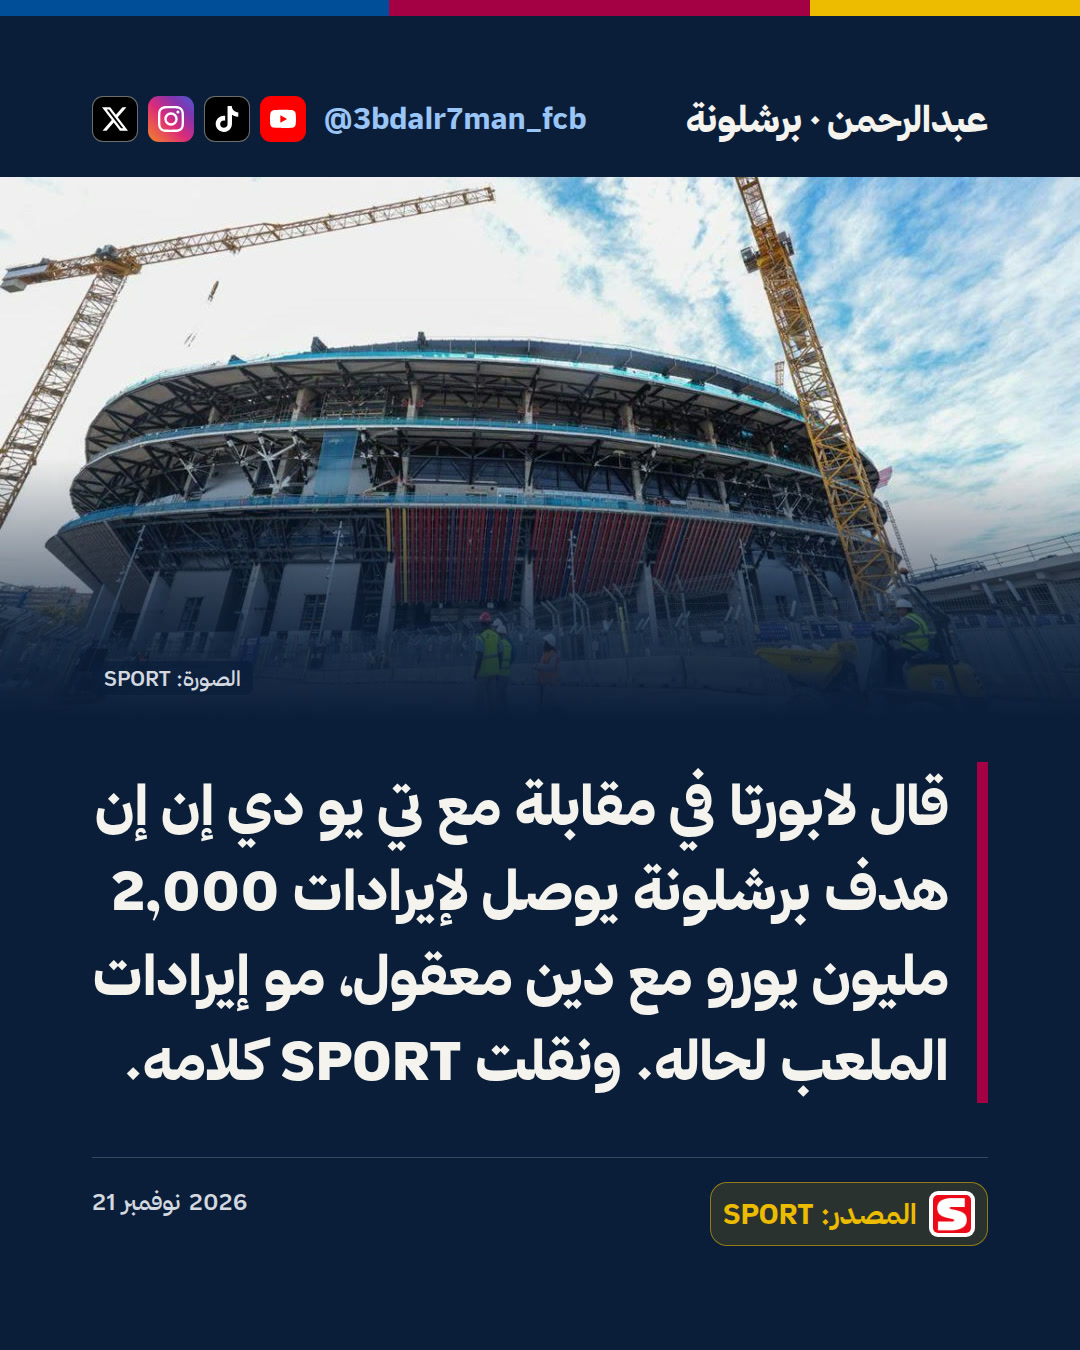 عبدالرحمن · برشلونة
@3bdalr7man_fcb
الصورة: SPORT
قال لابورتا في مقابلة مع تي يو دي إن إن
هدف برشلونة يوصل لإيرادات 2,000
مليون يورو مع دين معقول، مو إيرادات
الملعب لحاله. ونقلت SPORT كلامه.
المصدر: SPORT
21 نوفمبر 2026